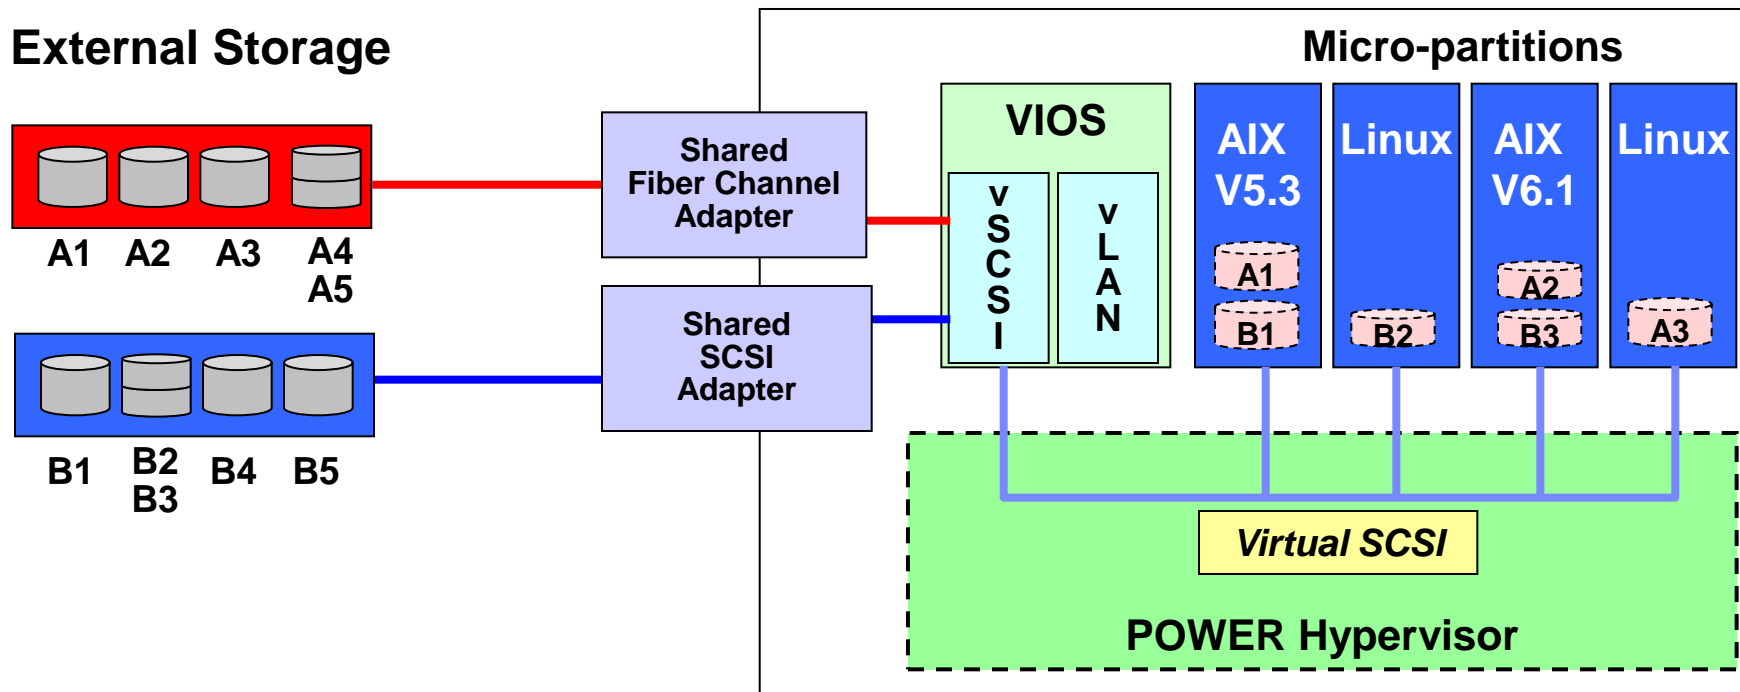 External Storage
Micro-partitions
A1
A2
A3
A4
A5
B1
B2
B3
B4
B5
Shared
Fiber Channel
Adapter
Shared
SCSI
Adapter
VIOS
vSCSI
vLAN
AIX
V5.3
A1
B1
Linux
B2
AIX
V6.1
A2
B3
Linux
A3
Virtual SCSI
POWER Hypervisor